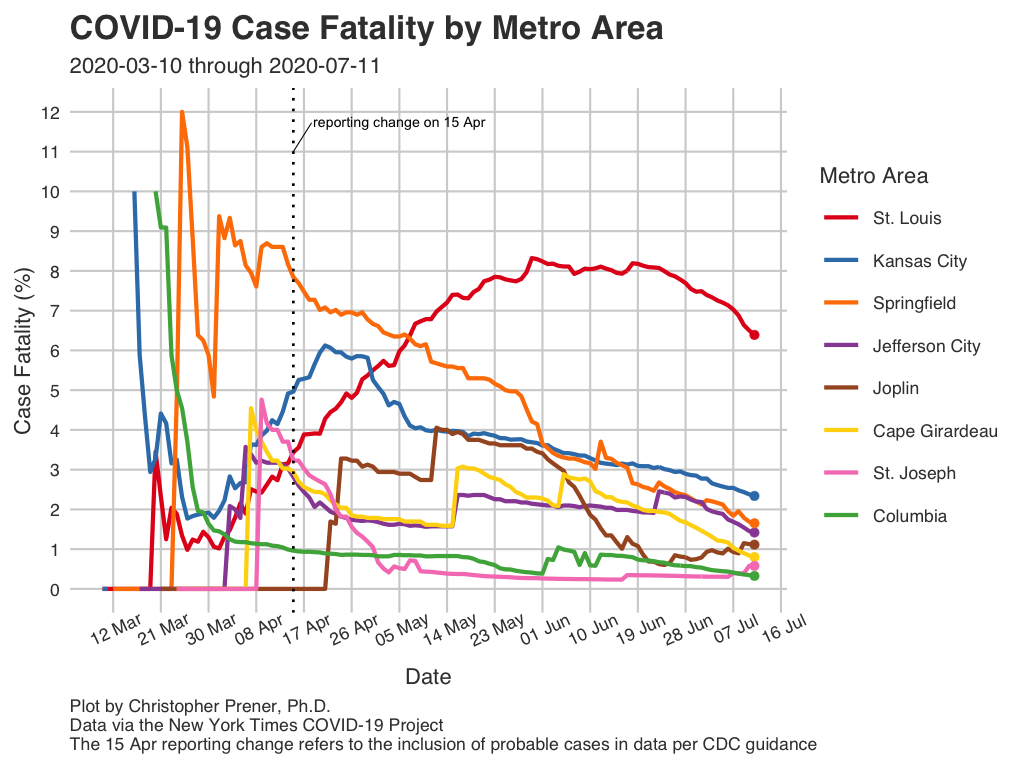 COVID-19 Case Fatality by Metro Area
2020-03-10 through 2020-07-11
reporting change on 15 Apr
Case Fatality (%)
12
11
10
9
8
7
6
5
4
3
2
1
0
12 Mar
21 Mar
30 Mar
08 Apr
17 Apr
26 Apr
05 May
14 May
23 May
01 Jun
10 Jun
19 Jun
28 Jun
07 Jul
16 Jul
Date
Metro Area
St. Louis
Kansas City
Springfield
Jefferson City
Joplin
Cape Girardeau
St. Joseph
Columbia
Plot by Christopher Prener, Ph.D.
Data via the New York Times COVID-19 Project
The 15 Apr reporting change refers to the inclusion of probable cases in data per CDC guidance